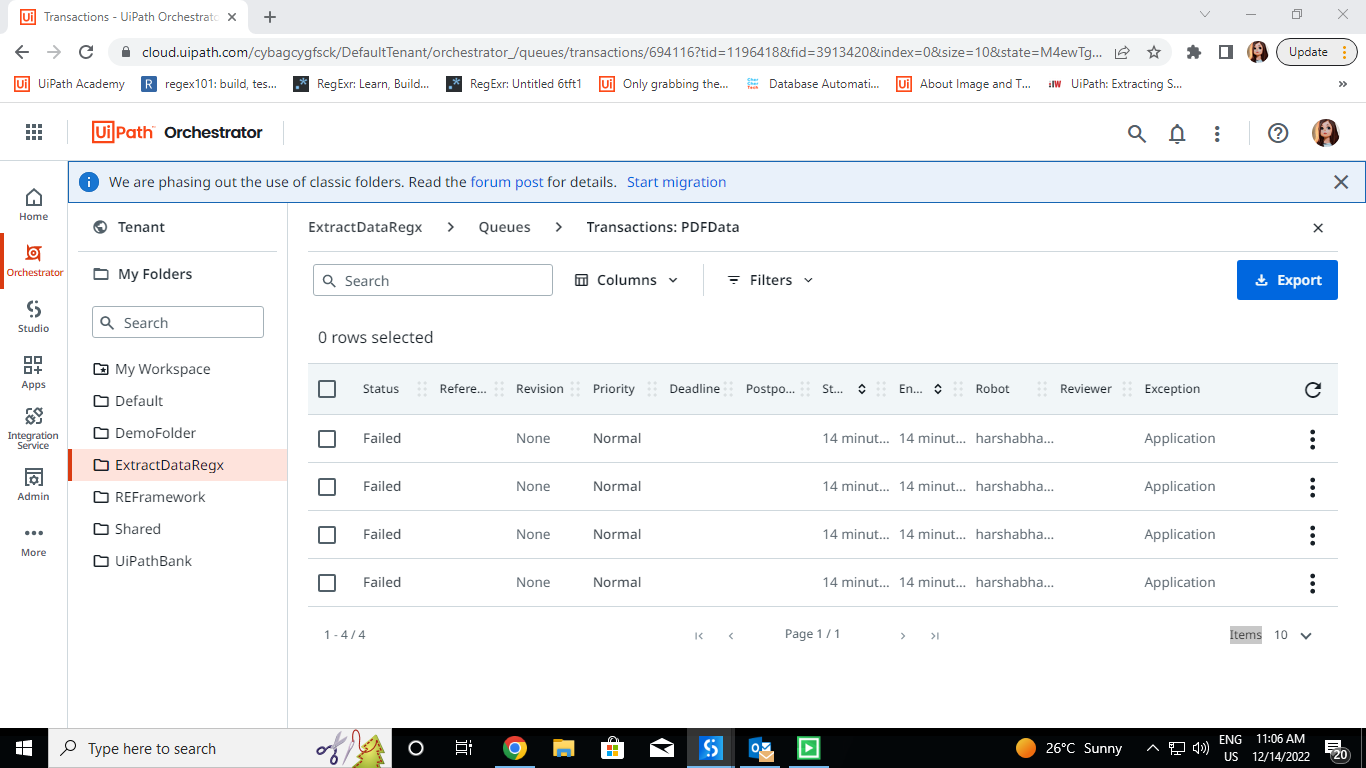 Transactions - UiPath Orchestrato
cloud.uipath.com/cybagcygfsck/DefaultTenant/orchestrator_/queues/transactions/694116?tid=1196418&fid=3913420&index=0&size=10&state=M4ewTg...
Update
UiPath Academy
regex101: build, tes...
RegExr: Learn, Build...
RegExr: Untitled 6tft1
Only grabbing the...
Database Automati...
About Image and T...
UiPath: Extracting S...
UiPath Orchestrator
We are phasing out the use of classic folders. Read the forum post for details. Start migration
Home
Orchestrator
Studio
Apps
Integration
Service
Admin
More
Tenant
My Folders
Search
My Workspace
Default
DemoFolder
ExtractDataRegx
REFramework
Shared
UiPathBank
ExtractDataRegx > Queues > Transactions: PDFData
Search
Columns
Filters
Export
0 rows selected
Status Refere... Revision Priority Deadline Postpo... St... En... Robot Reviewer Exception
Failed None Normal 14 minut... 14 minut... harshabha... Application
Failed None Normal 14 minut... 14 minut... harshabha... Application
Failed None Normal 14 minut... 14 minut... harshabha... Application
Failed None Normal 14 minut... 14 minut... harshabha... Application
1 - 4 / 4
Page 1 / 1
Items 10
Type here to search
26°C Sunny
ENG
US
11:06 AM
12/14/2022
20